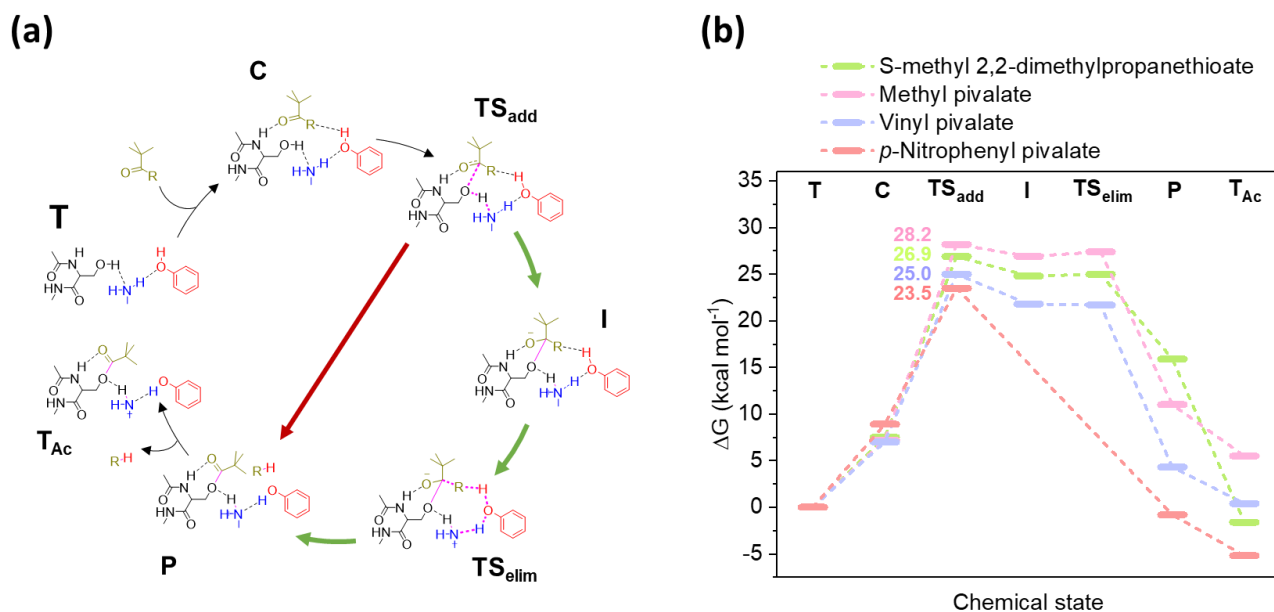 (a)
C
TSadd
T
I
TAc
P
TSelim
O
R
H
N
O
O H
HN
O
H-N
H
H
O
R-H
(b)
S-methyl 2,2-dimethylpropanethioate
Methyl pivalate
Vinyl pivalate
p-Nitrophenyl pivalate
T C TSadd I TSelim P TAc
35
30
25
20
15
10
5
0
-5
28.2
26.9
25.0
23.5
ΔG (kcal mol-1)
Chemical state